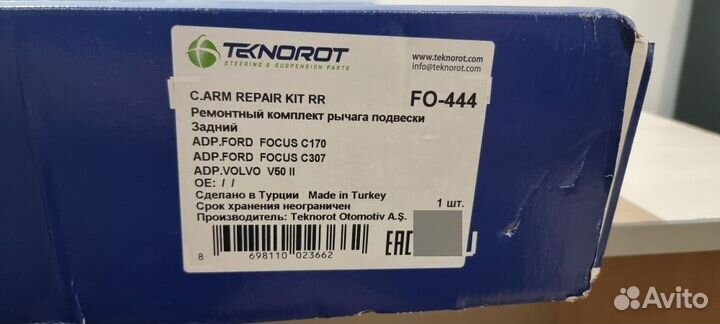 TEKNOROT
STEERING & SUSPENSION PARTS
www.teknorot.com
info@teknorot.com
C.ARM REPAIR KIT RR
FO-444
Ремонтный комплект рычага подвески
Задний
ADP.FORD FOCUS C170
ADP.FORD FOCUS C307
ADP.VOLVO V50 II
OE: / /
Сделано в Турции Made in Turkey
Срок хранения неограничен
1 шт.
Производитель: Teknorot Otomotiv A.Ş.
EAC
8 698110 023662
Avito